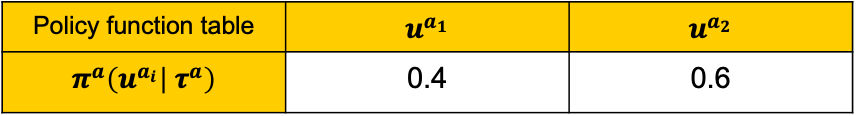 Policy function table u^{a_1} u^{a_2}
π^a(u^{a_i}| τ^a) 0.4 0.6